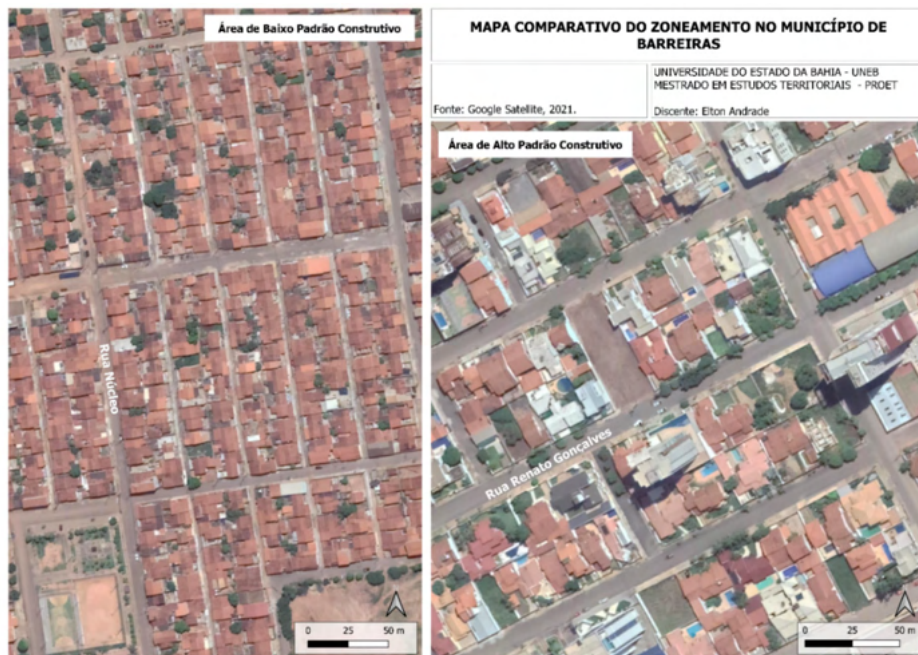 Área de Baixo Padrão Construtivo
Rua Núcleo
0 25 50 m
MAPA COMPARATIVO DO ZONEAMENTO NO MUNICÍPIO DE
BARREIRAS
Fonte: Google Satellite, 2021.
UNIVERSIDADE DO ESTADO DA BAHIA - UNEB
MESTRADO EM ESTUDOS TERRITORIAIS - PROET
Discente: Elton Andrade
Área de Alto Padrão Construtivo
Rua Renato Gonçalves
0 25 50 m